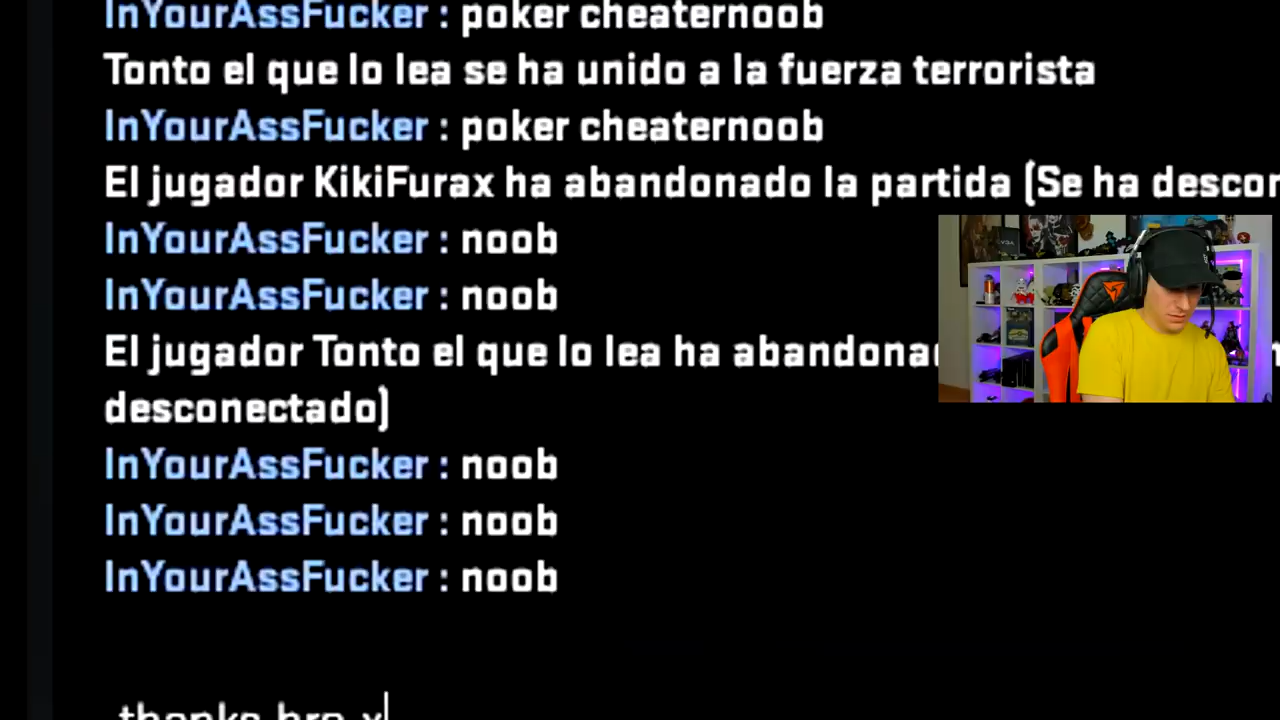 InYourAssFucker : poker cheaternoob
Tonto el que lo lea se ha unido a la fuerza terrorista
InYourAssFucker : poker cheaternoob
El jugador KikiFurax ha abandonado la partida (Se ha
InYourAssFucker : noob
InYourAssFucker : noob
El jugador Tonto el que lo lea ha
desconectado)
InYourAssFucker : noob
InYourAssFucker : noob
InYourAssFucker : noob
thanks bro x